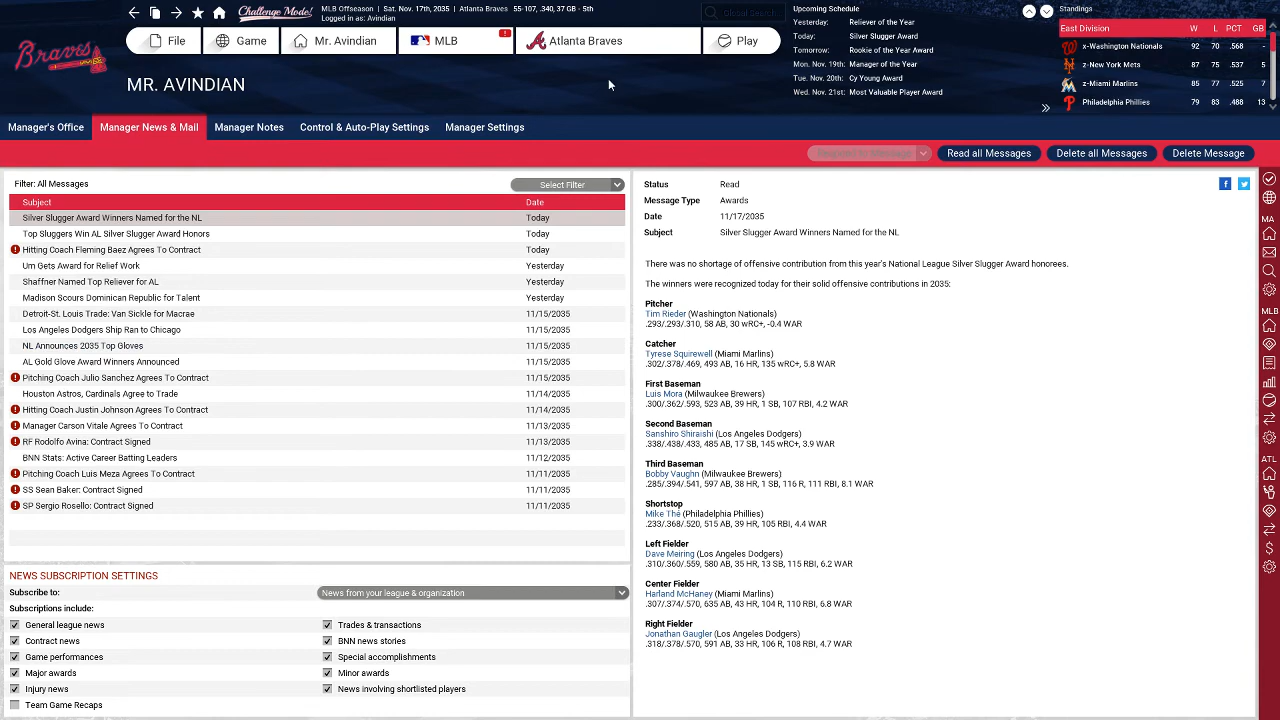 Challenge Mode!
MLB Offseason | Sat. Nov. 17th, 2035 | Atlanta Braves 55-107, .340, 37 GB - 5th
Logged in as: Avindian
Global Search
File
Game
Mr. Avindian
MLB
Atlanta Braves
Play
Braves
MR. AVINDIAN
Upcoming Schedule
Yesterday: Reliever of the Year
Today: Silver Slugger Award
Tomorrow: Rookie of the Year Award
Mon. Nov. 19th: Manager of the Year
Tue. Nov. 20th: Cy Young Award
Wed. Nov. 21st: Most Valuable Player Award
Standings
East Division W L PCT GB
x-Washington Nationals 92 70 .568 -
z-New York Mets 87 75 .537 5
z-Miami Marlins 85 77 .525 7
Philadelphia Phillies 79 83 .488 13
Manager's Office
Manager News & Mail
Manager Notes
Control & Auto-Play Settings
Manager Settings
Read all Messages
Delete all Messages
Delete Message
Filter: All Messages
Select Filter
Subject Date
Silver Slugger Award Winners Named for the NL Today
Top Sluggers Win AL Silver Slugger Award Honors Today
Hitting Coach Fleming Baez Agrees To Contract Today
Um Gets Award for Relief Work Yesterday
Shaffner Named Top Reliever for AL Yesterday
Madison Scours Dominican Republic for Talent Yesterday
Detroit-St. Louis Trade: Van Sickle for Macrae 11/15/2035
Los Angeles Dodgers Ship Ran to Chicago 11/15/2035
NL Announces 2035 Top Gloves 11/15/2035
AL Gold Glove Award Winners Announced 11/15/2035
Pitching Coach Julio Sanchez Agrees To Contract 11/15/2035
Houston Astros, Cardinals Agree to Trade 11/14/2035
Hitting Coach Justin Johnson Agrees To Contract 11/14/2035
Manager Carson Vitale Agrees To Contract 11/13/2035
RF Rodolfo Avina: Contract Signed 11/13/2035
BNN Stats: Active Career Batting Leaders 11/12/2035
Pitching Coach Luis Meza Agrees To Contract 11/11/2035
SS Sean Baker: Contract Signed 11/11/2035
SP Sergio Rosello: Contract Signed 11/11/2035
NEWS SUBSCRIPTION SETTINGS
Subscribe to: News from your league & organization
Subscriptions include:
General league news Trades & transactions
Contract news BNN news stories
Game performances Special accomplishments
Major awards Minor awards
Injury news News involving shortlisted players
Team Game Recaps
Status Read
Message Type Awards
Date 11/17/2035
Subject Silver Slugger Award Winners Named for the NL
There was no shortage of offensive contribution from this year's National League Silver Slugger Award honorees.
The winners were recognized today for their solid offensive contributions in 2035:
Pitcher
Tim Rieder (Washington Nationals)
.293/.293/.310, 58 AB, 30 wRC+, -0.4 WAR
Catcher
Tyrese Squirewell (Miami Marlins)
.302/.378/.469, 493 AB, 16 HR, 135 wRC+, 5.8 WAR
First Baseman
Luis Mora (Milwaukee Brewers)
.300/.362/.593, 523 AB, 39 HR, 1 SB, 107 RBI, 4.2 WAR
Second Baseman
Sanshiro Shiraishi (Los Angeles Dodgers)
.338/.438/.433, 485 AB, 17 SB, 145 wRC+, 3.9 WAR
Third Baseman
Bobby Vaughn (Milwaukee Brewers)
.285/.394/.541, 597 AB, 38 HR, 1 SB, 116 R, 111 RBI, 8.1 WAR
Shortstop
Mike Thé (Philadelphia Phillies)
.233/.368/.520, 515 AB, 39 HR, 105 RBI, 4.4 WAR
Left Fielder
Dave Meiring (Los Angeles Dodgers)
.310/.360/.559, 580 AB, 35 HR, 13 SB, 115 RBI, 6.2 WAR
Center Fielder
Harland McHaney (Miami Marlins)
.307/.374/.570, 635 AB, 43 HR, 104 R, 110 RBI, 6.8 WAR
Right Fielder
Jonathan Gaugler (Los Angeles Dodgers)
.318/.378/.570, 591 AB, 33 HR, 106 R, 108 RBI, 4.7 WAR
MA
MLB
ATL